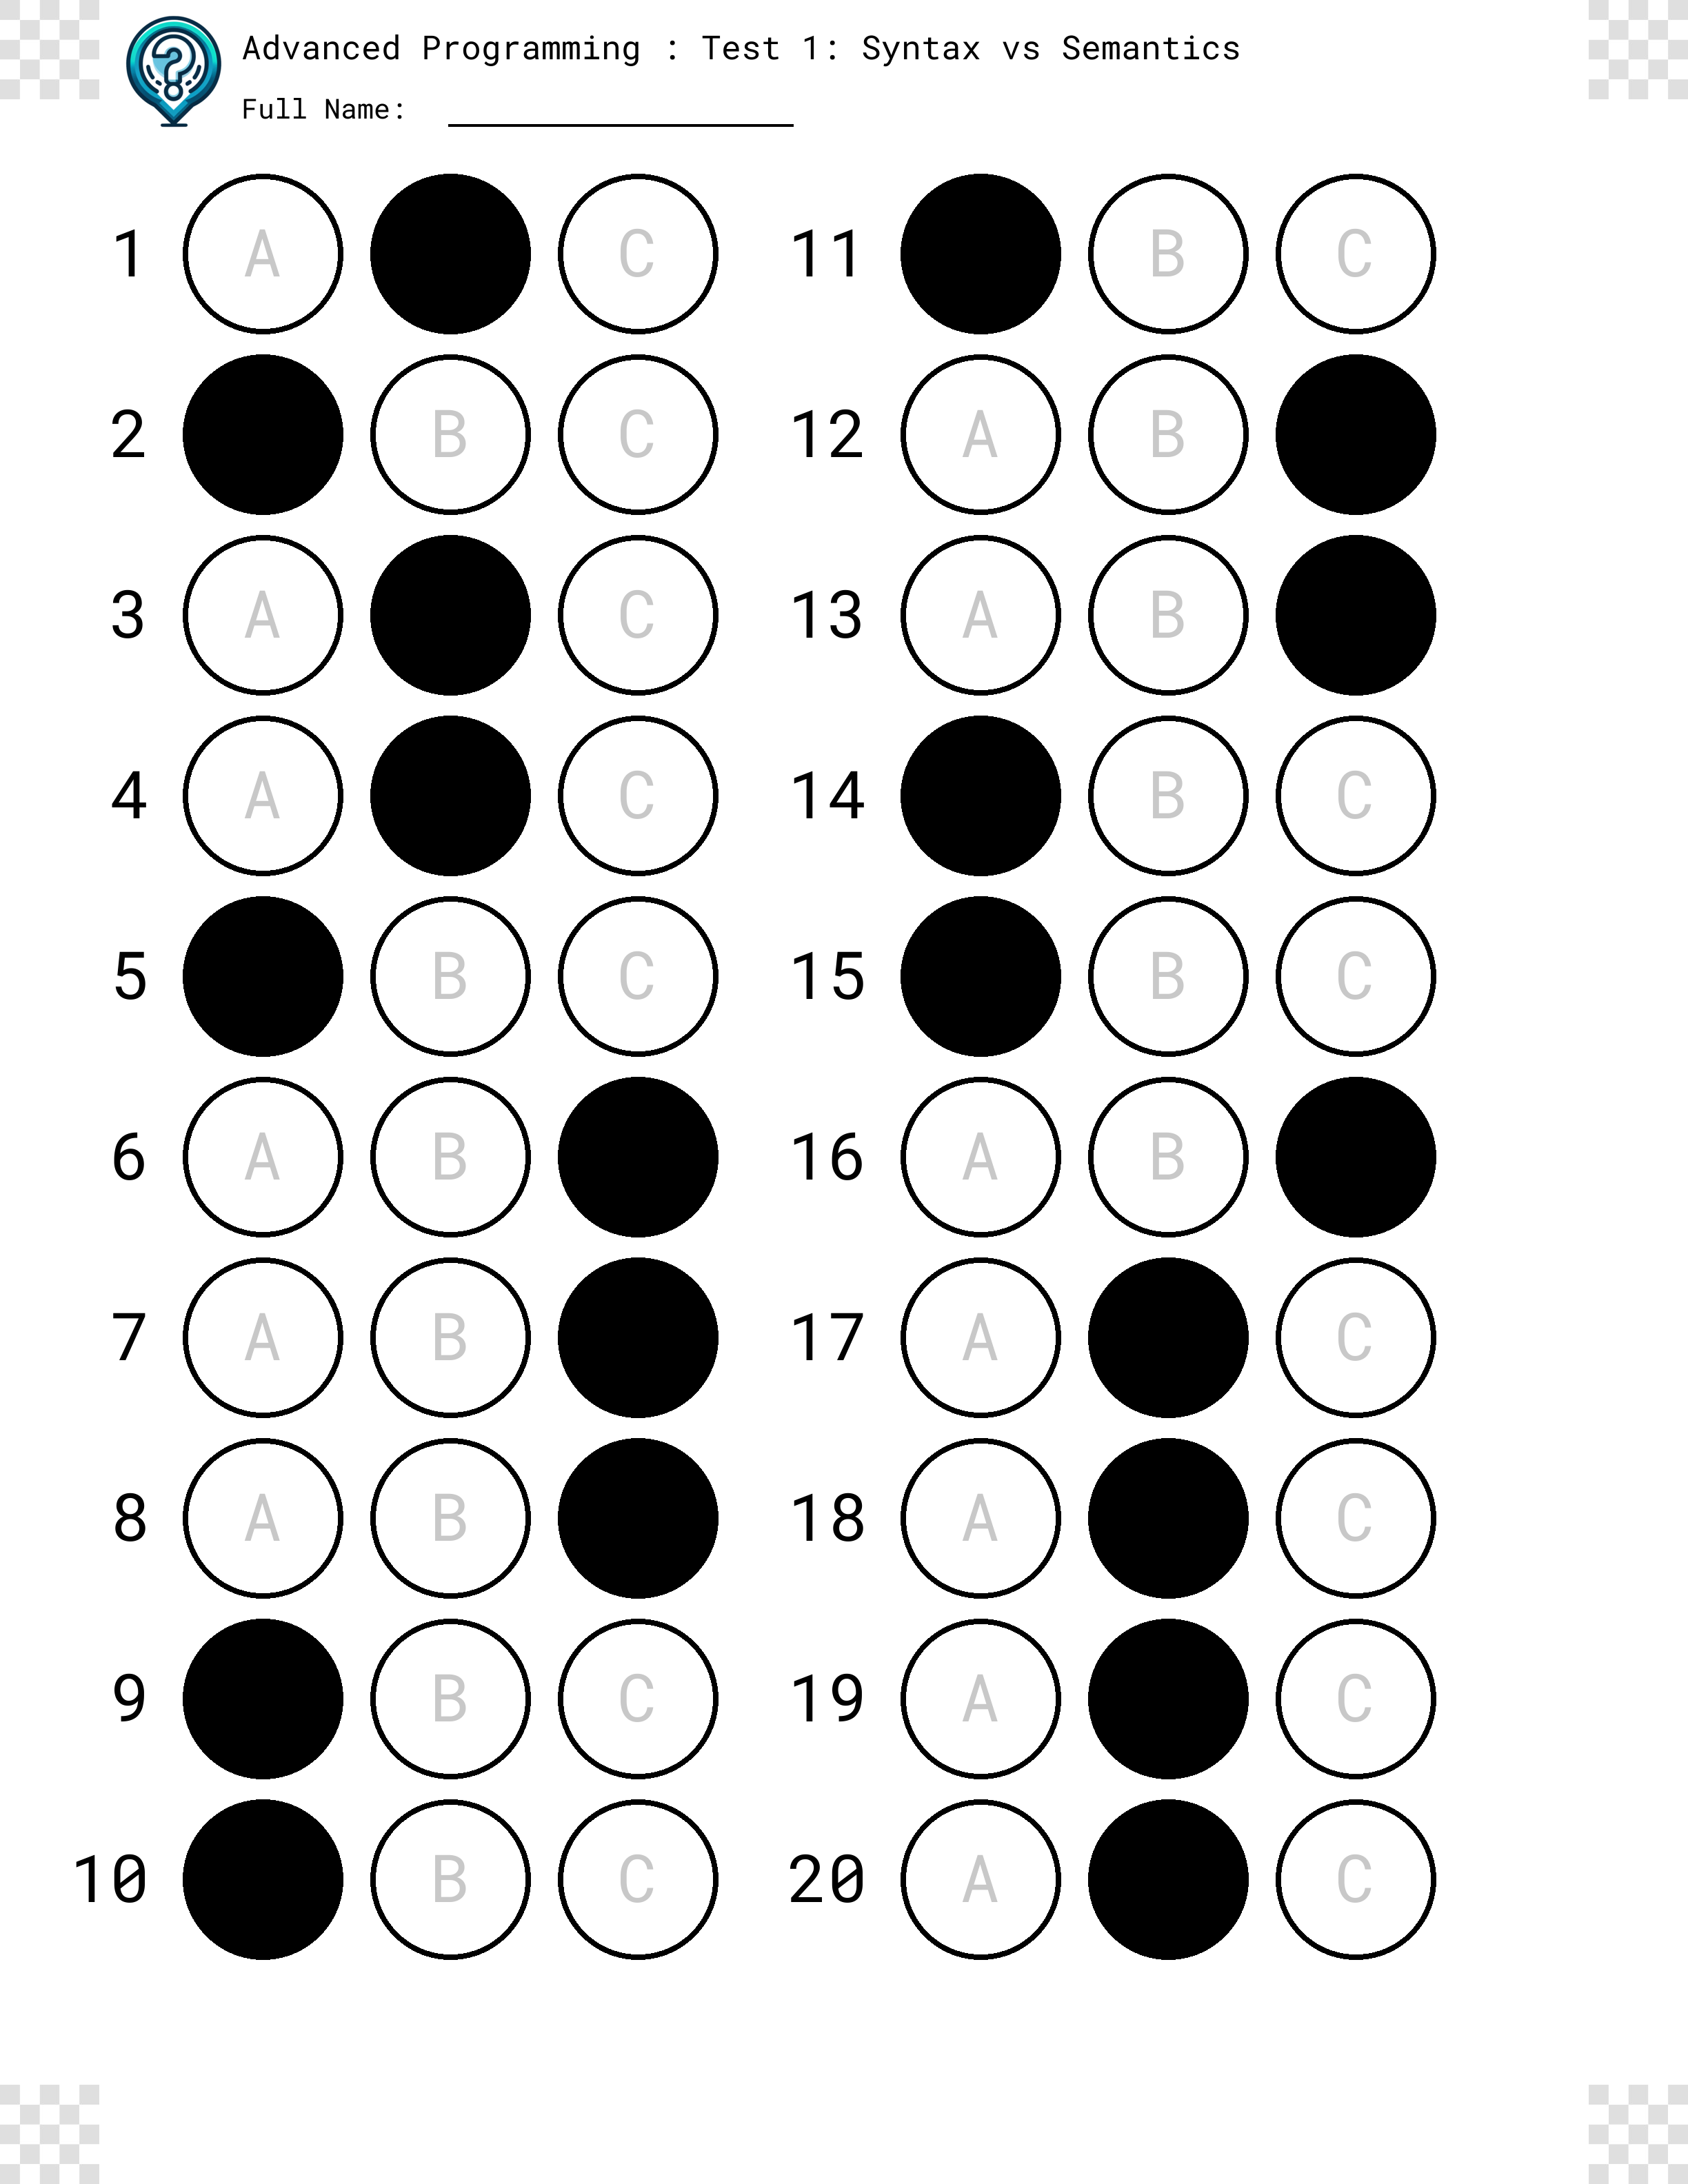 Advanced Programming : Test 1: Syntax vs Semantics
Full Name:
1 A C
2 B C
3 A C
4 A C
5 B C
6 A B
7 A B
8 A B
9 B C
10 B C
11 B C
12 A B
13 A B
14 B C
15 B C
16 A B
17 A C
18 A C
19 A C
20 A C